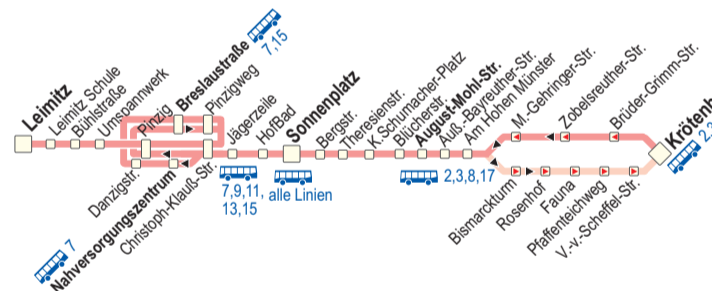 Leimitz
Leimitz Schule
Bühlstraße
Umspannwerk
Pinzig
Breslaustraße
7,15
Pinzigweg
Danzigstr.
Nahversorgungszentrum
7
Christoph-Klauß-Str.
Jägerzeile
HofBad
7,9,11,
13,15
Sonnenplatz
alle Linien
Bergstr.
Theresienstr.
K.Schumacher-Platz
Blücherstr.
August-Mohl-Str.
Auß.-Bayreuther-Str.
Am Hohen Münster
2,3,8,17
M.-Gehringer-Str.
Zobelsreuther-Str.
Brüder-Grimm-Str.
Bismarckturm
Rosenhof
Fauna
Pfaffenteichweg
V.-v.-Scheffel-Str.